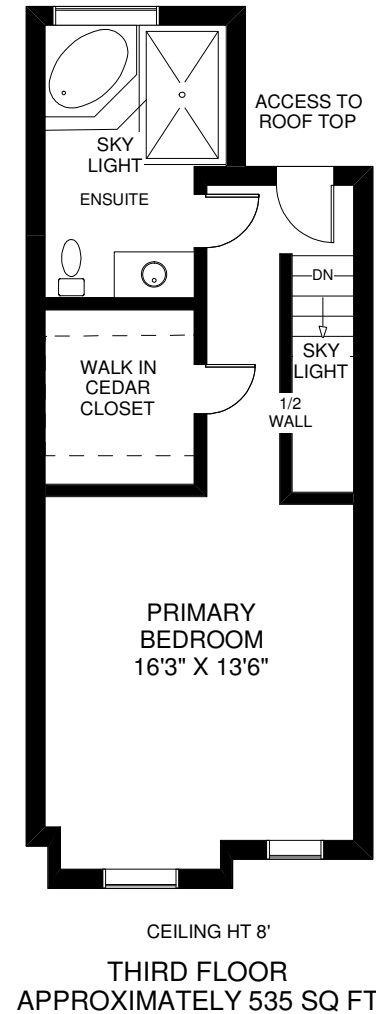 ACCESS TO
ROOF TOP
SKY
LIGHT
ENSUITE
DN
SKY
LIGHT
WALK IN
CEDAR
CLOSET
1/2
WALL
PRIMARY
BEDROOM
16'3" X 13'6"
CEILING HT 8'
THIRD FLOOR
APPROXIMATELY 535 SQ FT